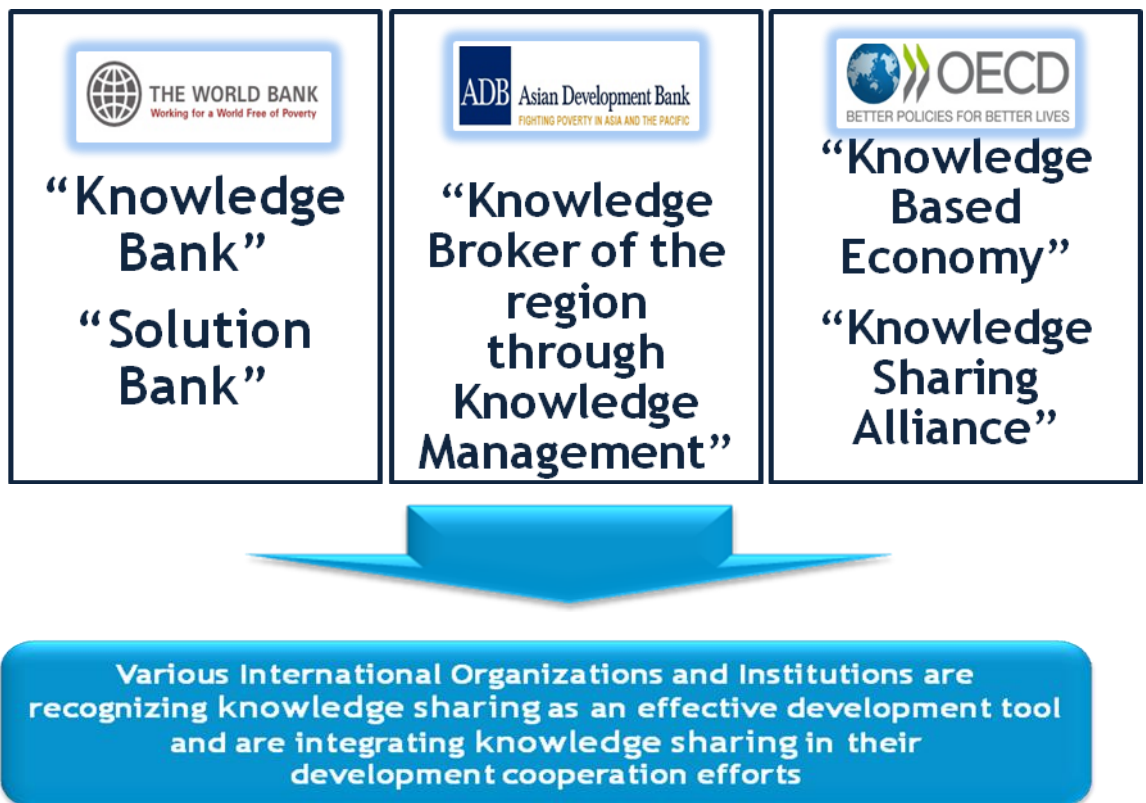 THE WORLD BANK
Working for a World Free of Poverty
“Knowledge
Bank”
“Solution
Bank”
ADB Asian Development Bank
FIGHTING POVERTY IN ASIA AND THE PACIFIC
“Knowledge
Broker of the
region
through
Knowledge
Management”
OECD
BETTER POLICIES FOR BETTER LIVES
“Knowledge
Based
Economy”
“Knowledge
Sharing
Alliance”
Various International Organizations and Institutions are
recognizing knowledge sharing as an effective development tool
and are integrating knowledge sharing in their
development cooperation efforts